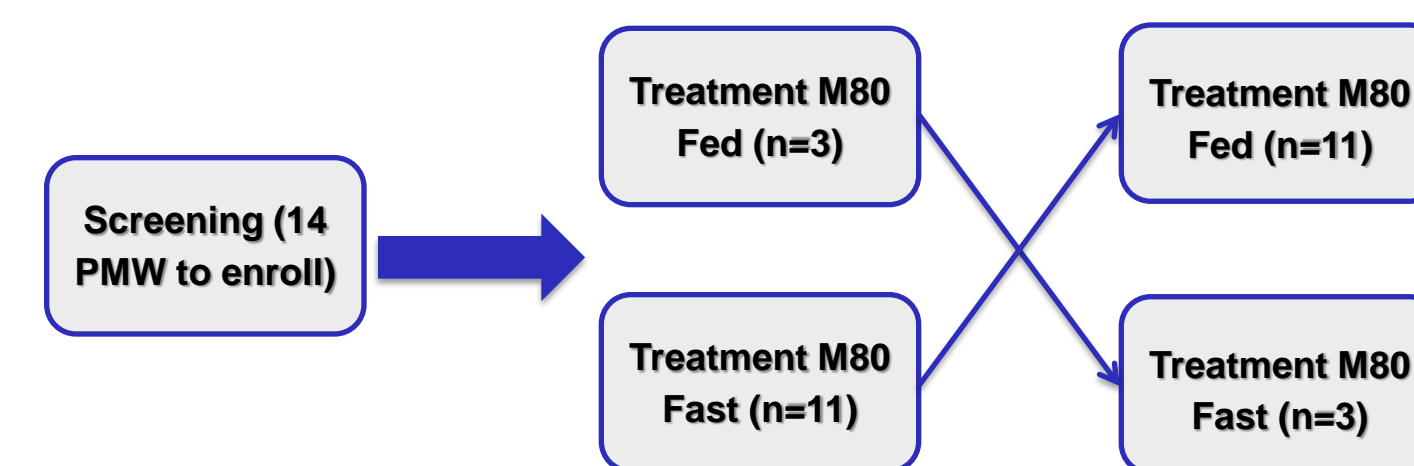 Screening (14
PMW to enroll)
Treatment M80
Fed (n=3)
Treatment M80
Fast (n=11)
Treatment M80
Fed (n=11)
Treatment M80
Fast (n=3)